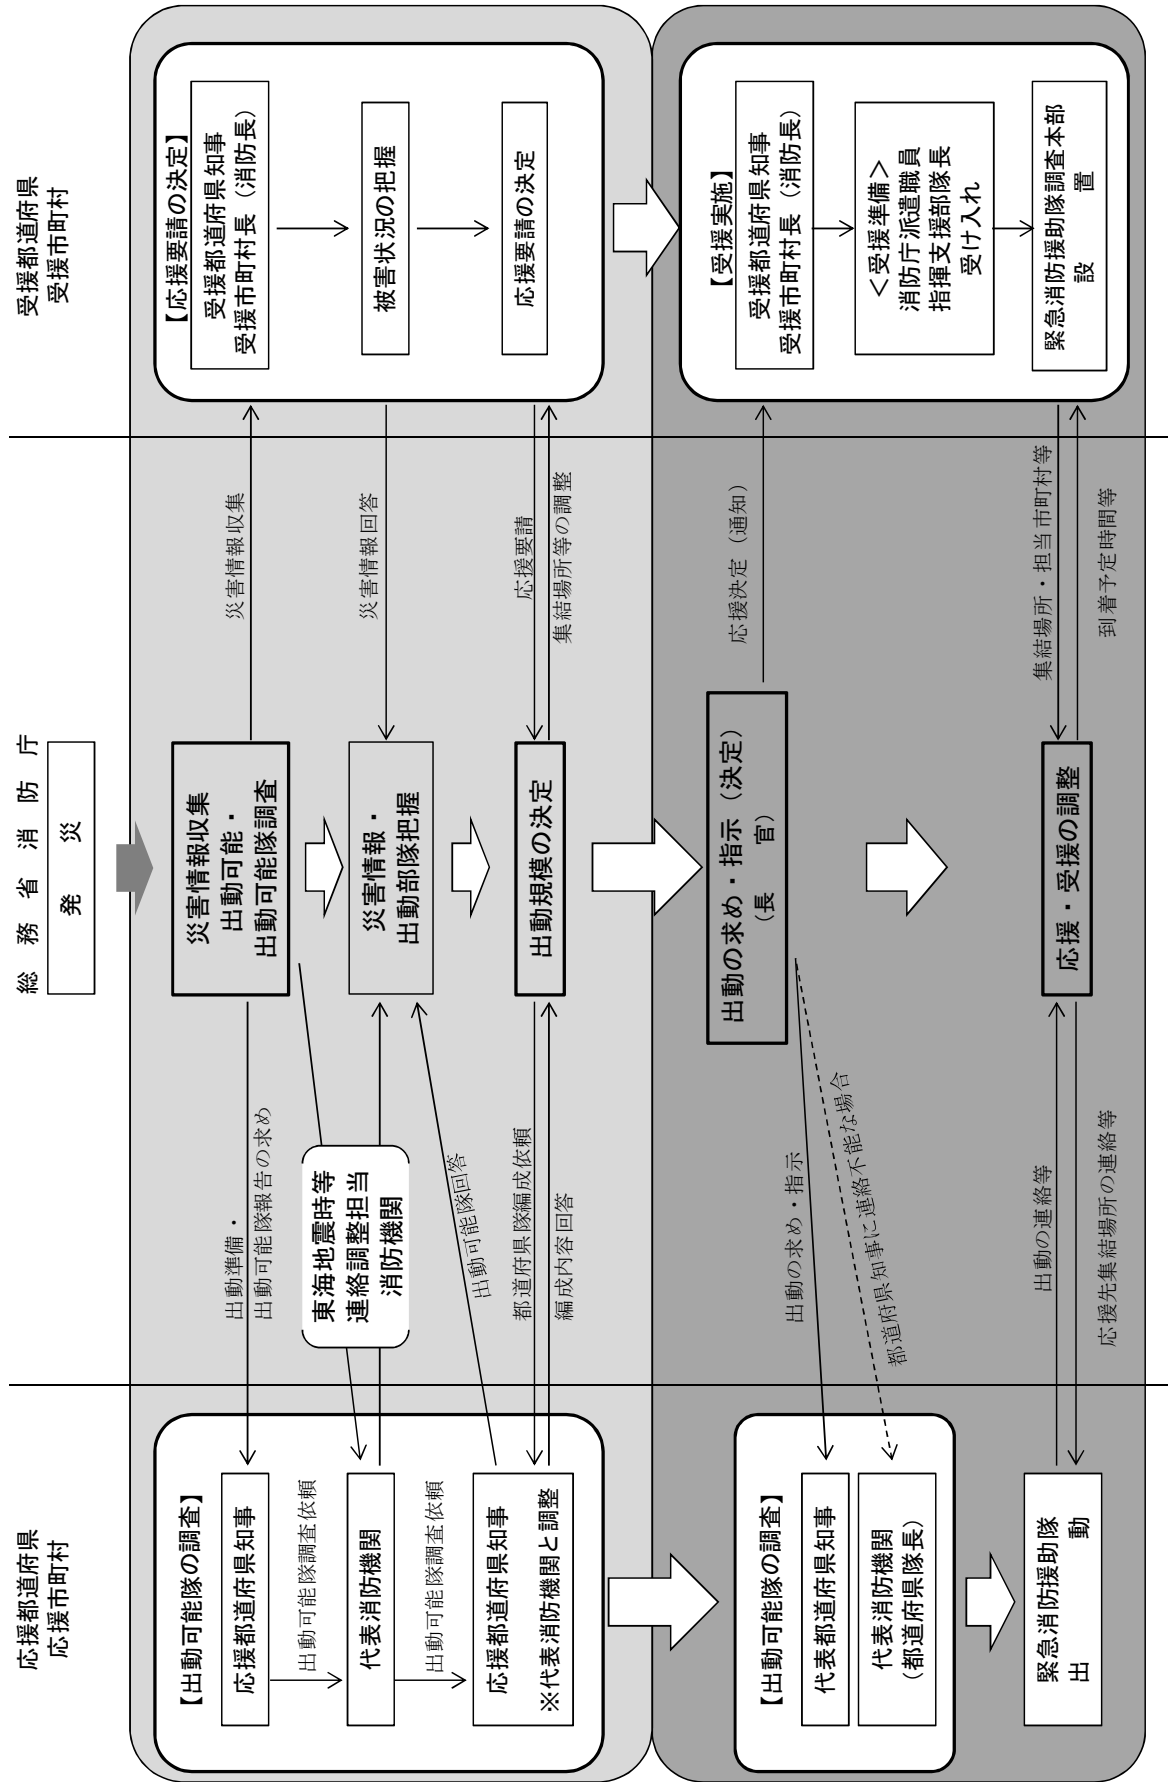 応援都道府県
応援市町村
総務省消防庁
受援都道府県
受援市町村
発　　災
【出動可能隊の調査】
応援都道府県知事
出動可能隊調査依頼
代表消防機関
出動可能隊調査依頼
応援都道府県知事
※代表消防機関と調整
出動準備・
出動可能隊報告の求め
東海地震時等
連絡調整担当
消防機関
出動可能隊回答
都道府県隊編成依頼
編成内容回答
災害情報収集
出動可能・
出動可能隊調査
災害情報・
出動部隊把握
出動規模の決定
災害情報収集
災害情報回答
応援要請
集結場所等の調整
【応援要請の決定】
受援都道府県知事
受援市町村長（消防長）
被害状況の把握
応援要請の決定
【出動可能隊の調査】
代表都道府県知事
代表消防機関
（都道府県隊長）
緊急消防援助隊
出　　　動
出動の求め・指示
都道府県知事に連絡不能な場合
出動の連絡等
応援先集結場所の連絡等
出動の求め・指示（決定）
（長　　官）
応援・受援の調整
応援決定（通知）
集結場所・担当市町村等
到着予定時間等
【受援実施】
受援都道府県知事
受援市町村長（消防長）
＜受援準備＞
消防庁派遣職員
指揮支援部隊長
受け入れ
緊急消防援助隊調査本部
設　　　置